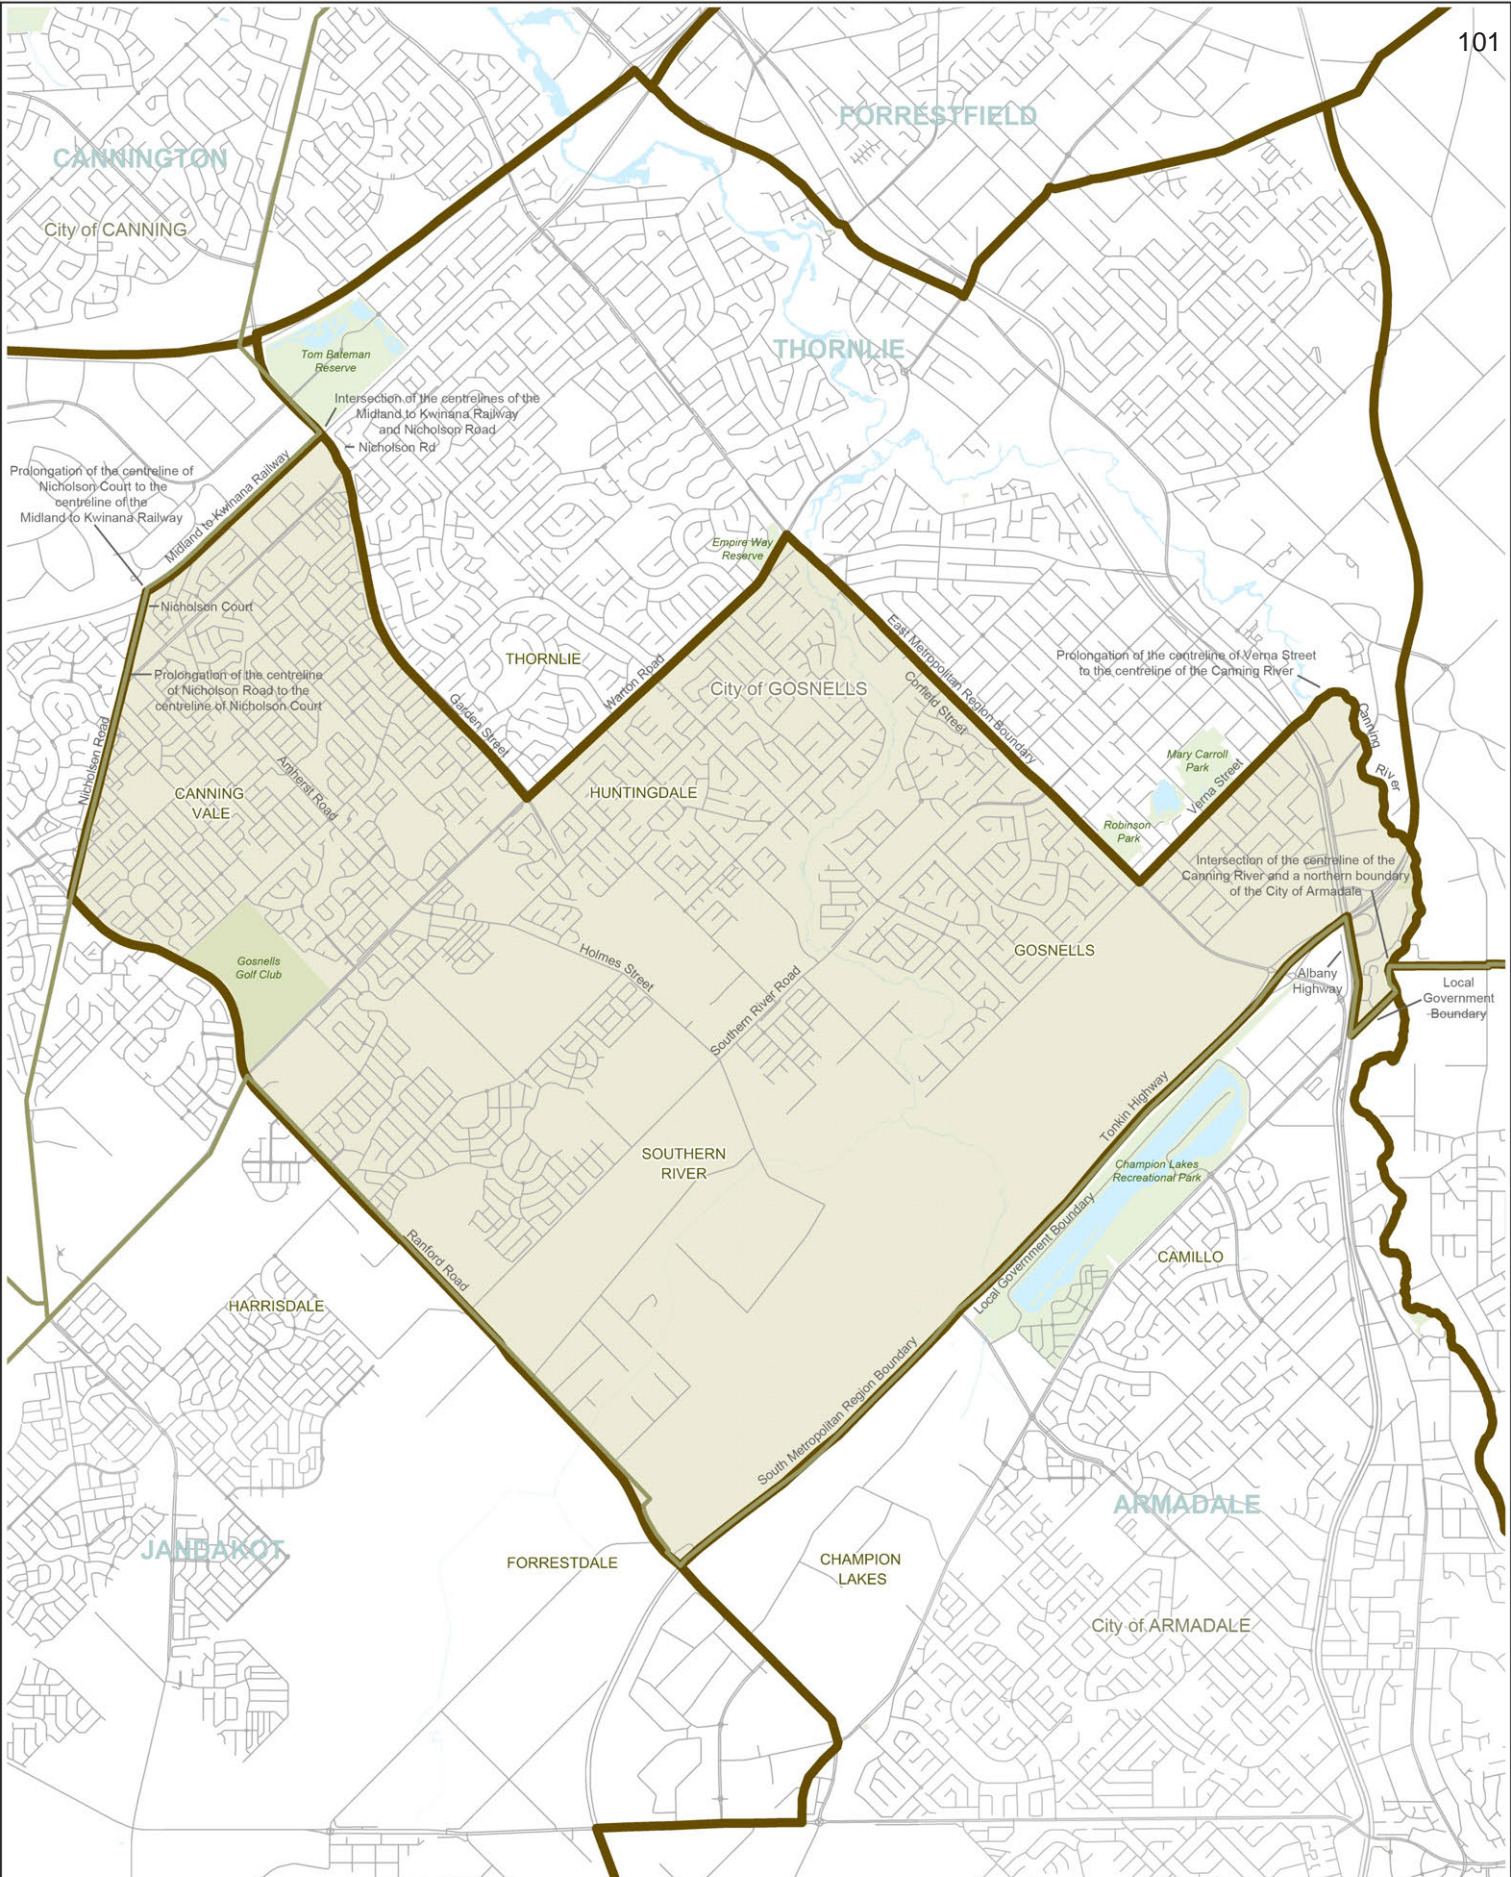 101
FORRESTFIELD
CANNINGTON
City of CANNING
THORNLIE
Tom Bateman
Reserve
Intersection of the centrelines of the
Midland to Kwinana Railway
and Nicholson Road
Nicholson Rd
Prolongation of the centreline of
Nicholson Court to the
centreline of the
Midland to Kwinana Railway
Midland to Kwinana Railway
Empire Way
Reserve
Nicholson Court
East Metropolitan Region Boundary
Corfield Street
Prolongation of the centreline of Verna Street
to the centreline of the Canning River
THORNLIE
Warton Road
City of GOSNELLS
Prolongation of the centreline
of Nicholson Road to the
centreline of Nicholson Court
Garden Street
Canning
River
Nicholson Road
Mary Carroll
Park
Verna Street
Amherst Road
CANNING
VALE
HUNTINGDALE
Robinson
Park
Intersection of the centreline of the
Canning River and a northern boundary
of the City of Armadale
Gosnells
Golf Club
Holmes Street
GOSNELLS
Southern River Road
Albany
Highway
Local
Government
Boundary
Tonkin Highway
SOUTHERN
RIVER
Champion Lakes
Recreational Park
Local Government Boundary
Ranford Road
CAMILLO
HARRISDALE
South Metropolitan Region Boundary
ARMADALE
JANDAKOT
FORRESTDALE
CHAMPION
LAKES
City of ARMADALE